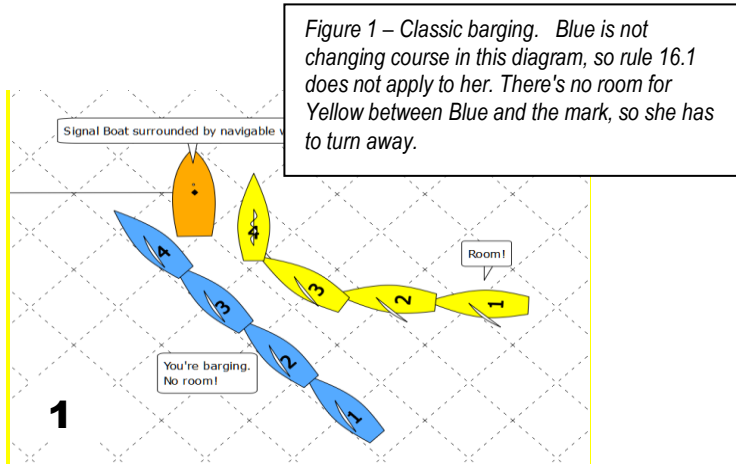 Figure 1 – Classic barging. Blue is not
changing course in this diagram, so rule 16.1
does not apply to her. There's no room for
Yellow between Blue and the mark, so she has
to turn away.
Signal Boat surrounded by navigable
4
Room!
4
3
2
1
3
You're barging.
No room!
2
1
1